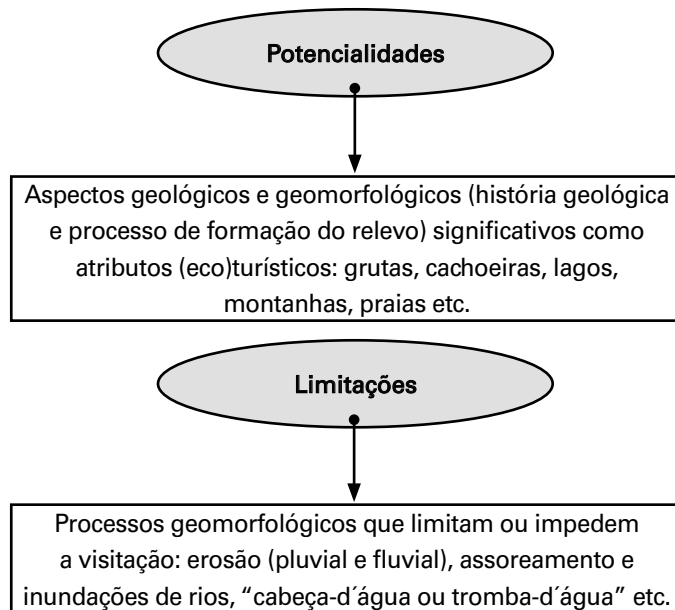 Potencialidades
Aspectos geológicos e geomorfológicos (história geológica
e processo de formação do relevo) significativos como
atributos (eco)turísticos: grutas, cachoeiras, lagos,
montanhas, praias etc.
Limitações
Processos geomorfológicos que limitam ou impedem
a visitação: erosão (pluvial e fluvial), assoreamento e
inundações de rios, “cabeça-d´água ou tromba-d´água” etc.